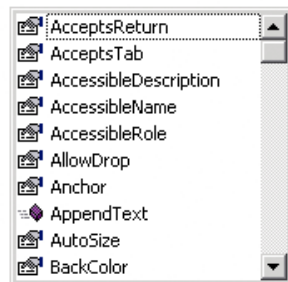 AcceptsReturn
AcceptsTab
AccessibleDescription
AccessibleName
AccessibleRole
AllowDrop
Anchor
AppendText
AutoSize
BackColor